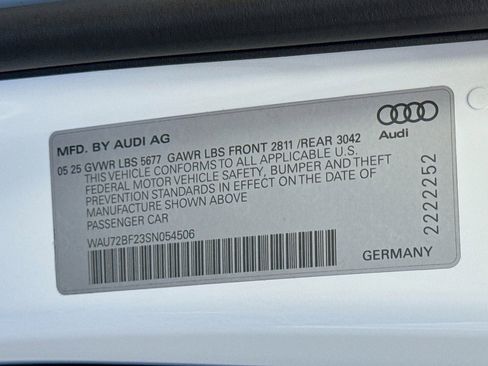 MFD. BY AUDI AG
Audi
05 25 GVWR LBS 5677 GAWR LBS FRONT 2811 /REAR 3042
THIS VEHICLE CONFORMS TO ALL APPLICABLE U.S.
FEDERAL MOTOR VEHICLE SAFETY, BUMPER AND THEFT
PREVENTION STANDARDS IN EFFECT ON THE DATE OF
MANUFACTURE SHOWN ABOVE
PASSENGER CAR
WAU72BF23SN054506
2222252
GERMANY